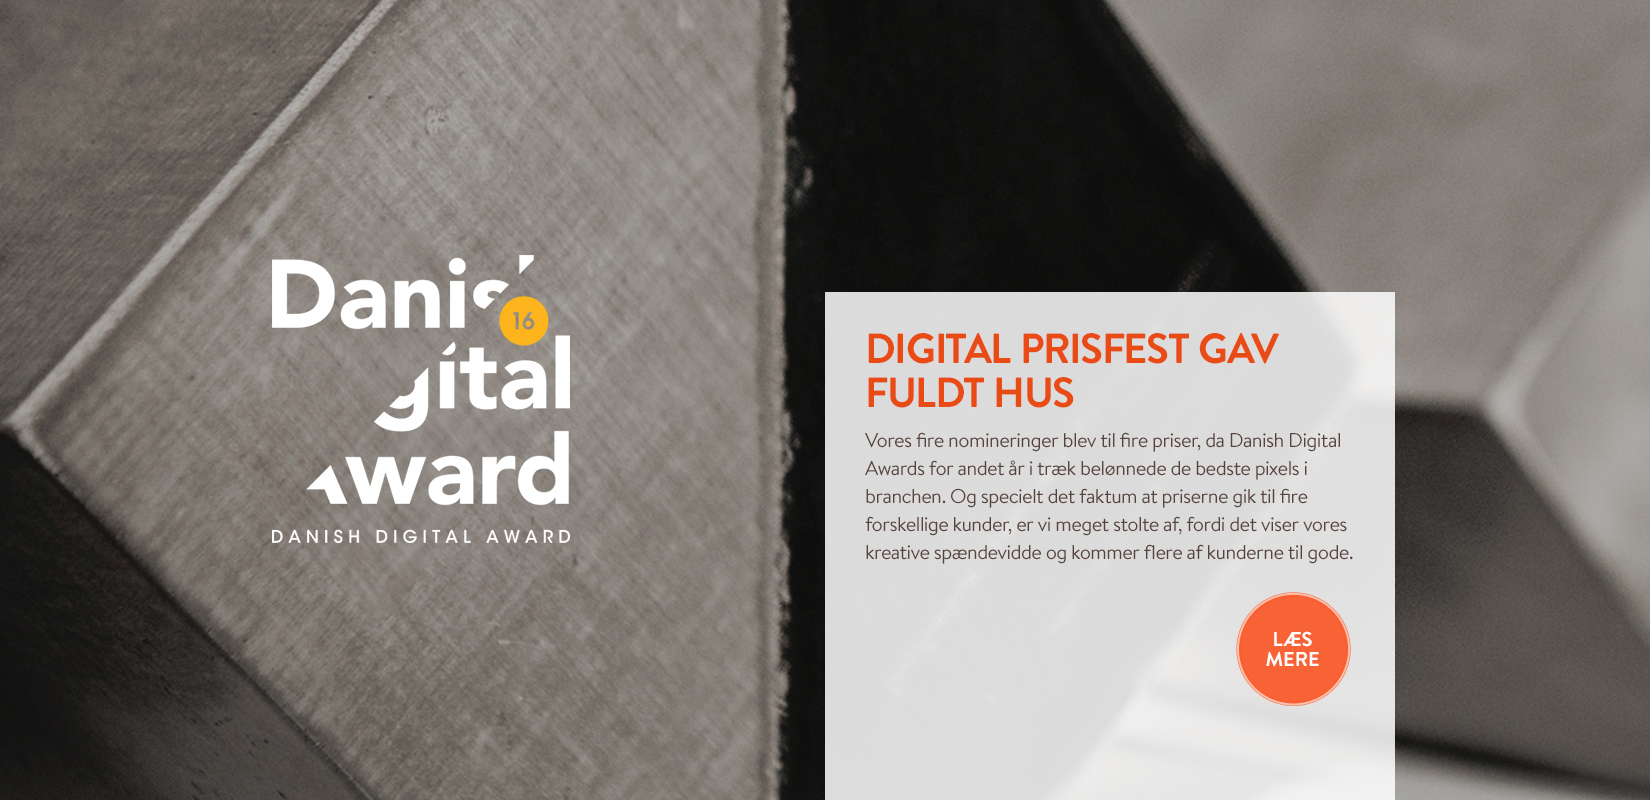 Danis
16
gital
Award
DANISH DIGITAL AWARD
DIGITAL PRISFEST GAV
FULDT HUS
Vores fire nomineringer blev til fire priser, da Danish Digital
Awards for andet år i træk belønnede de bedste pixels i
branchen. Og specielt det faktum at priserne gik til fire
forskellige kunder, er vi meget stolte af, fordi det viser vores
kreative spændevidde og kommer flere af kunderne til gode.
LÆS
MERE